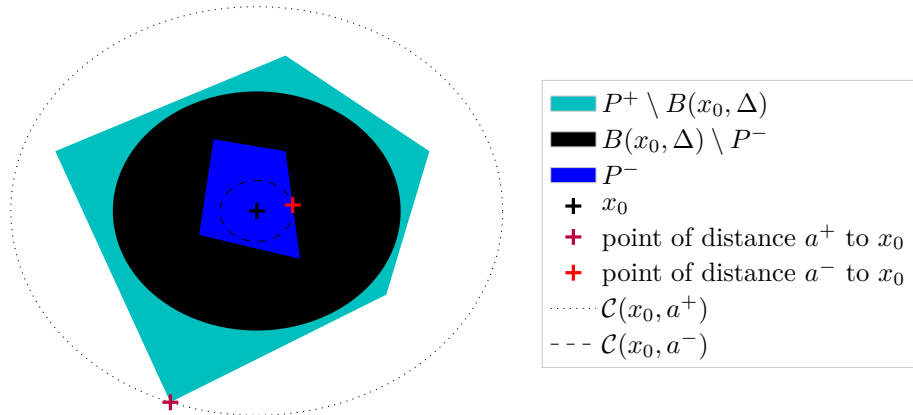 P⁺ \ B(x₀, Δ)
B(x₀, Δ) \ P⁻
P⁻
x₀
point of distance a⁺ to x₀
point of distance a⁻ to x₀
𝒞(x₀, a⁺)
𝒞(x₀, a⁻)